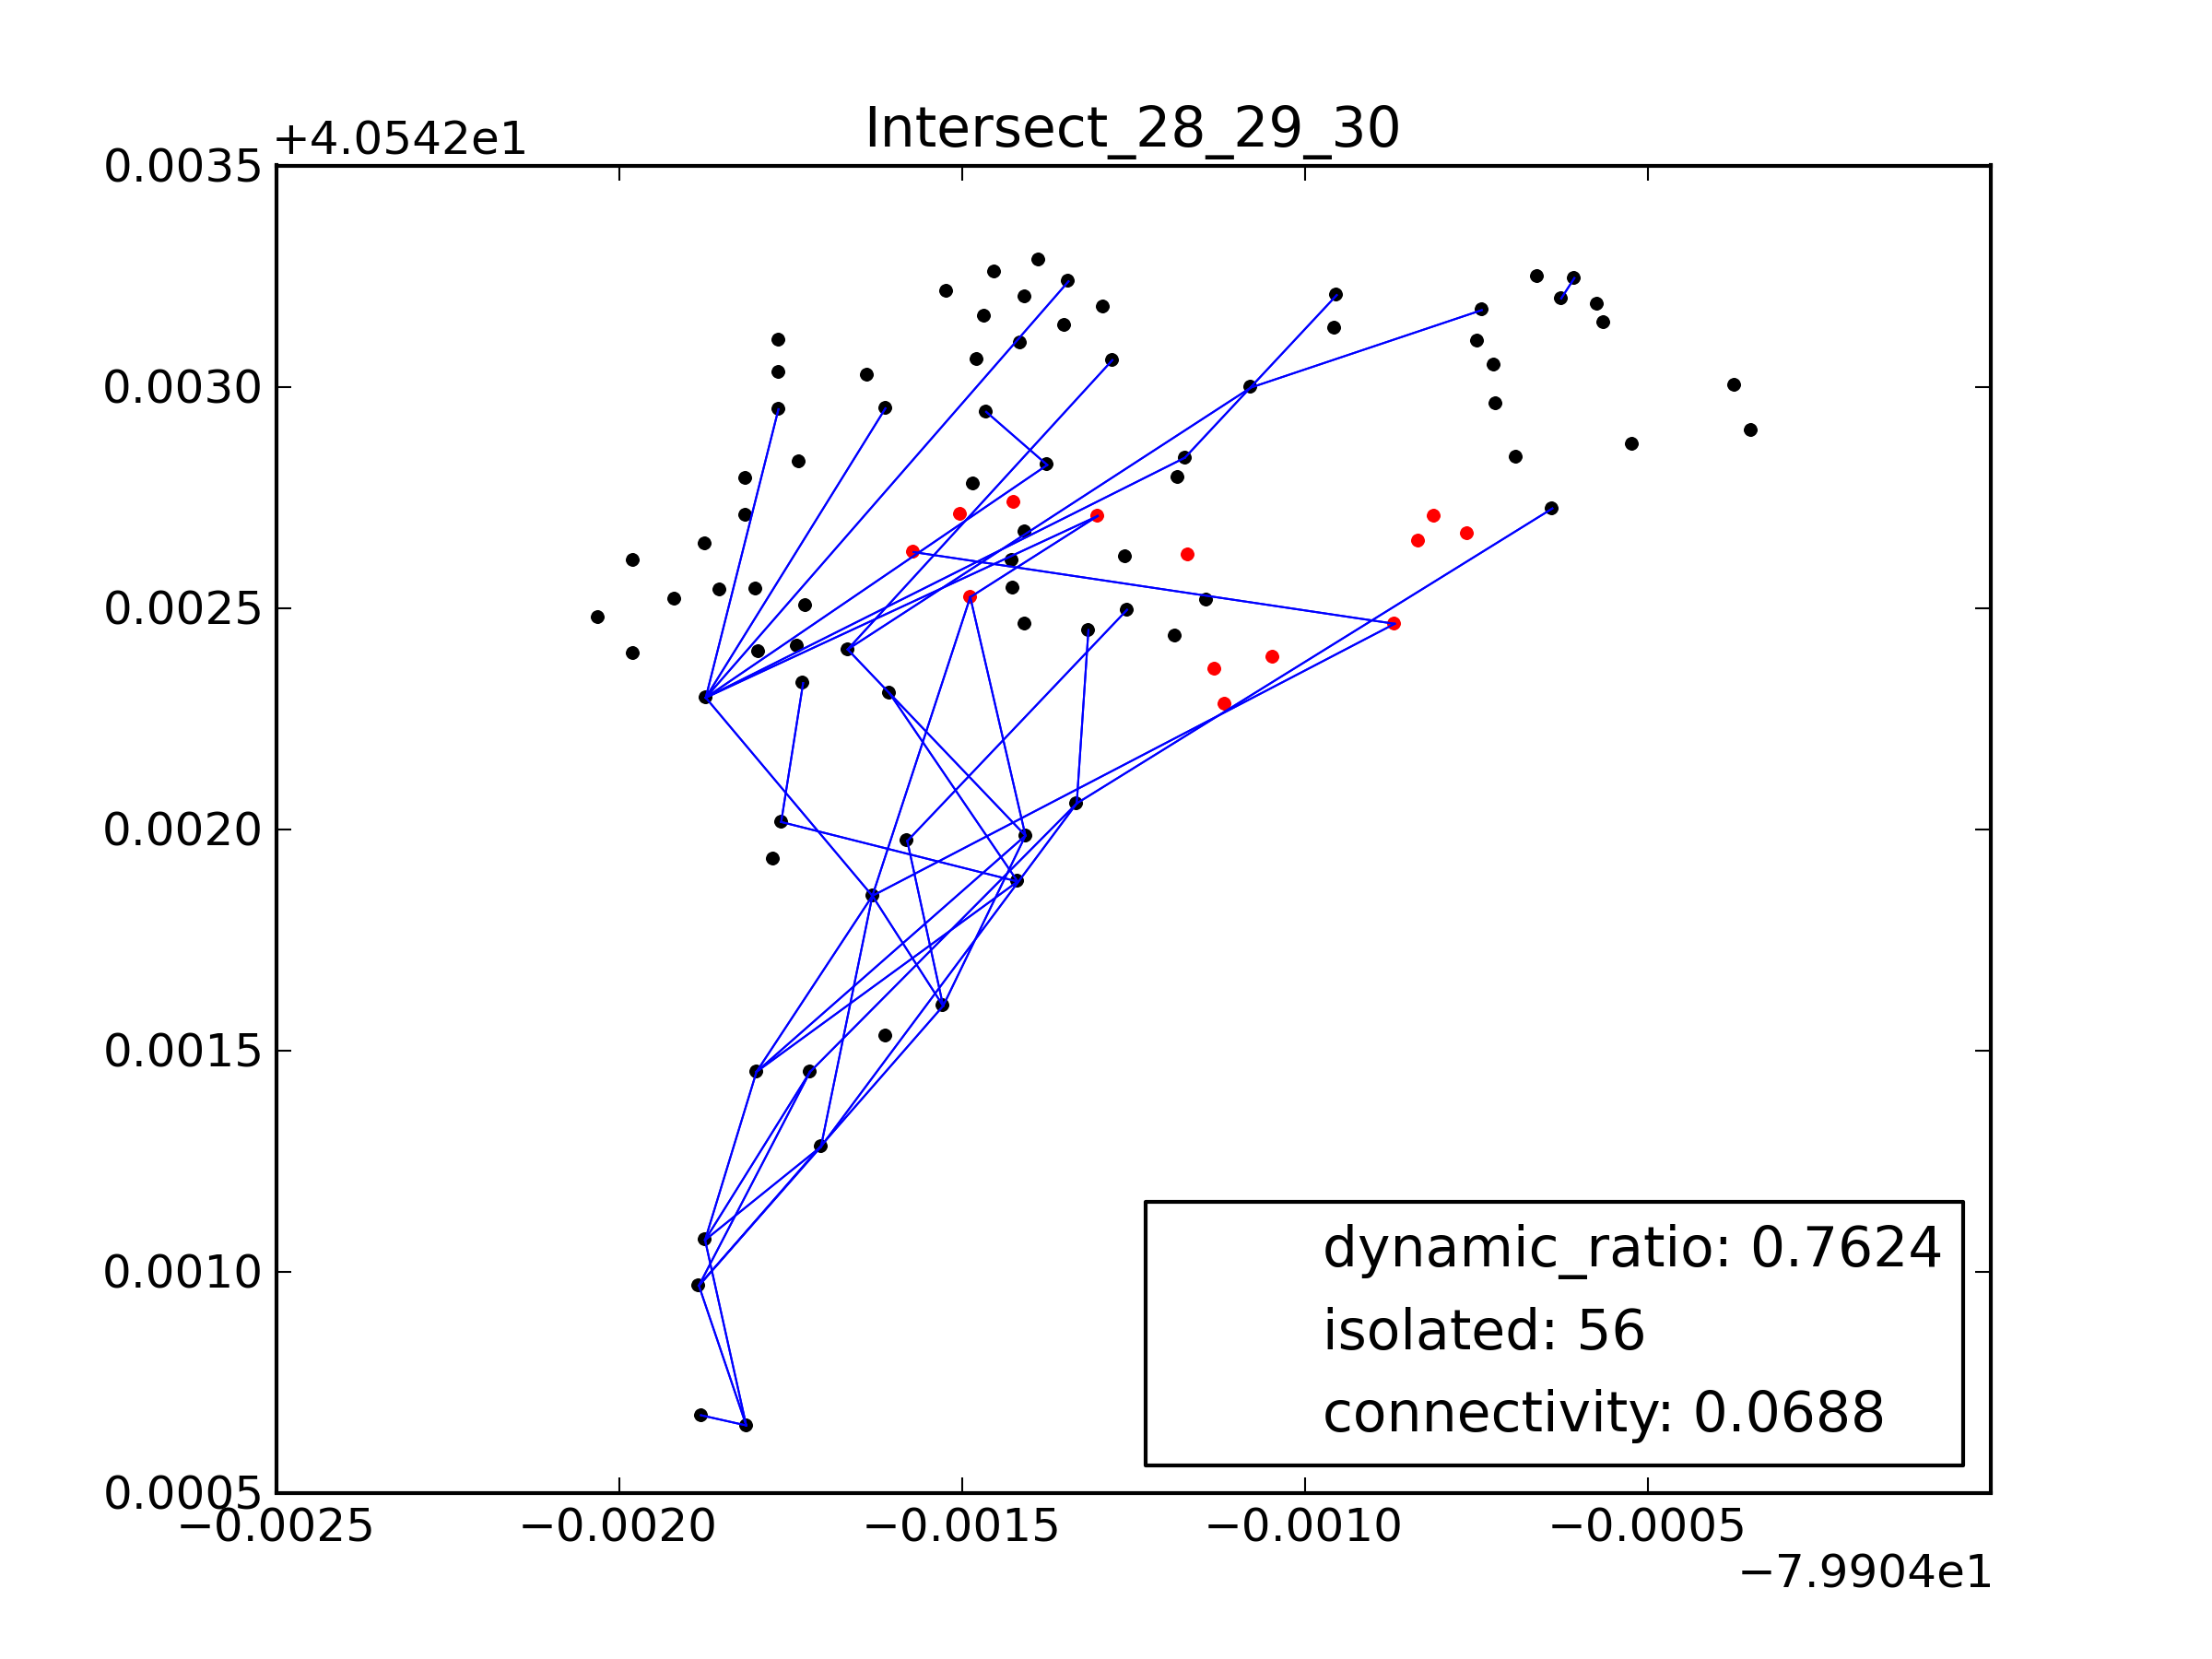 Intersect_28_29_30
+4.0542e1
0.0035
0.0030
0.0025
0.0020
0.0015
0.0010
0.0005
dynamic_ratio: 0.7624
isolated: 56
connectivity: 0.0688
−0.0025 −0.0020 −0.0015 −0.0010 −0.0005
−7.9904e1